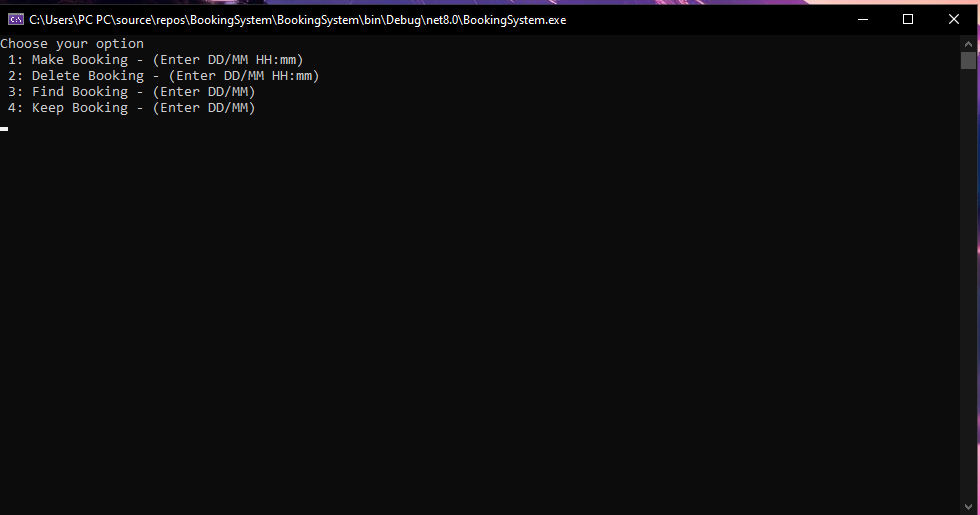 C:\Users\PC PC\source\repos\BookingSystem\BookingSystem\bin\Debug\net8.0\BookingSystem.exe
Choose your option
1: Make Booking - (Enter DD/MM HH:mm)
2: Delete Booking - (Enter DD/MM HH:mm)
3: Find Booking - (Enter DD/MM)
4: Keep Booking - (Enter DD/MM)